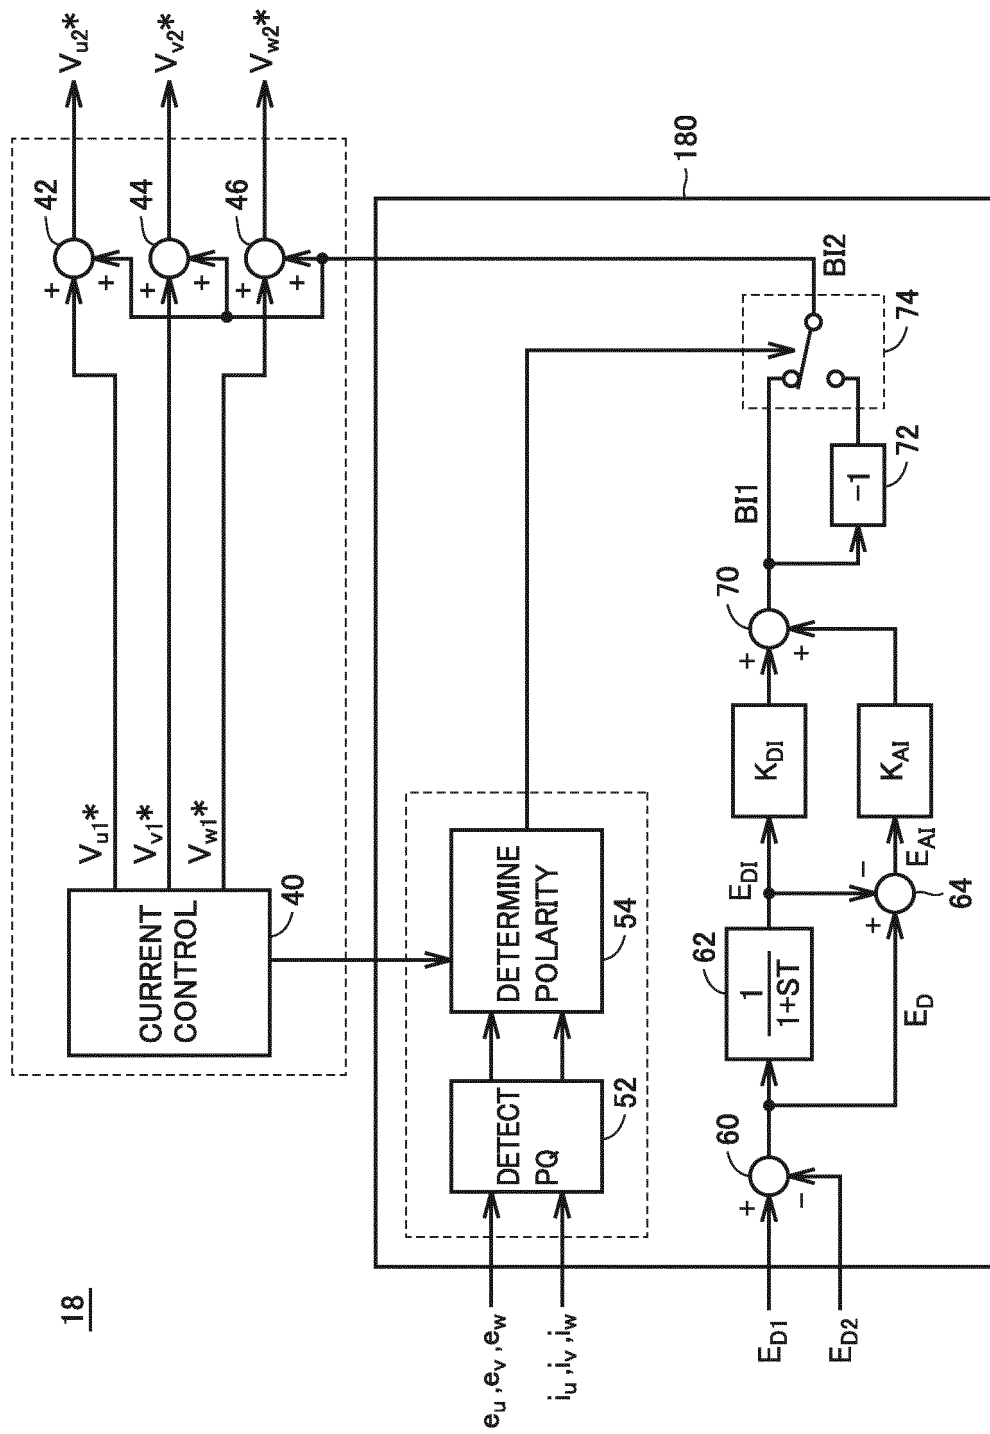 18
CURRENT
CONTROL
40
Vu1*
Vv1*
Vw1*
+
+
42
+
+
44
+
+
46
Vu2*
Vv2*
Vw2*
180
eu ,ev ,ew
iu ,iv ,iw
DETECT
PQ
52
DETERMINE
POLARITY
54
ED1
ED2
+
−
60
1
1+ST
62
ED
EDI
−
+
64
EAI
KDI
KAI
+
+
70
BI1
−1
72
74
BI2